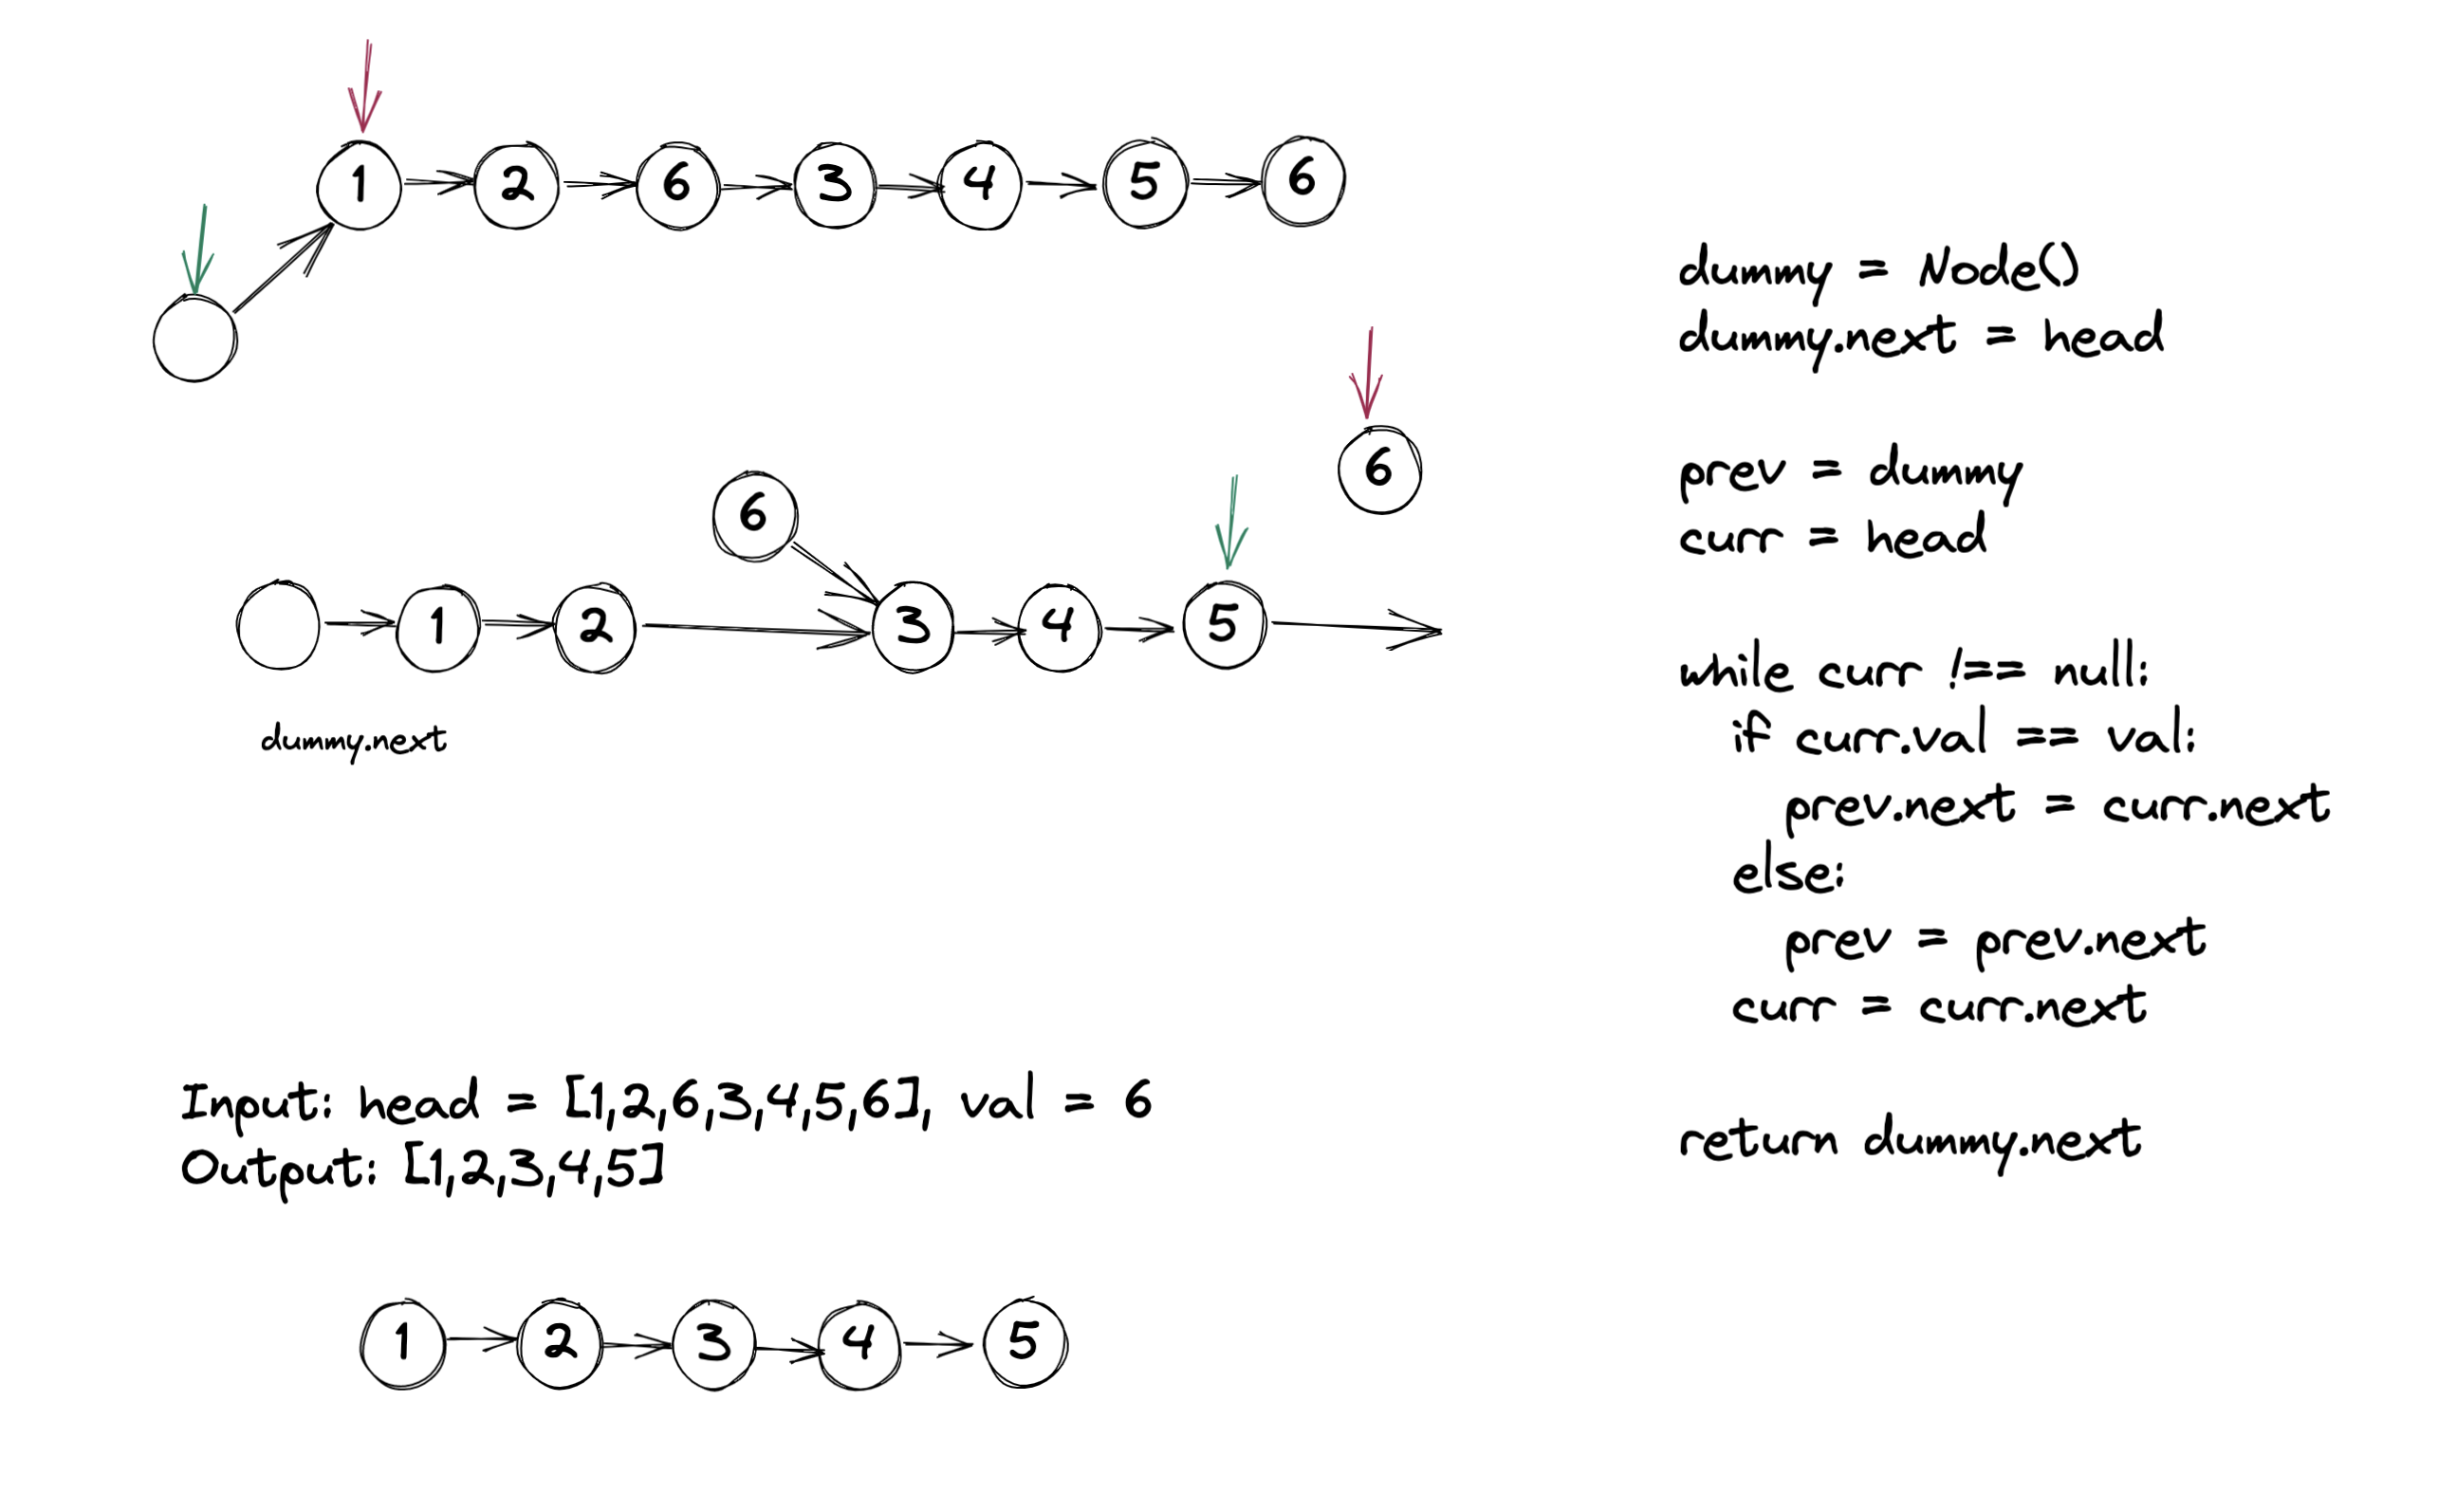 1 2 6 3 4 5 6
6
6
1 2 3 4 5
dummy.next
Input: head = [1,2,6,3,4,5,6], val = 6
Output: [1,2,3,4,5]
1 2 3 4 5
dummy = Node()
dummy.next = head
prev = dummy
curr = head
while curr !== null:
if curr.val == val:
prev.next = curr.next
else:
prev = prev.next
curr = curr.next
return dummy.next